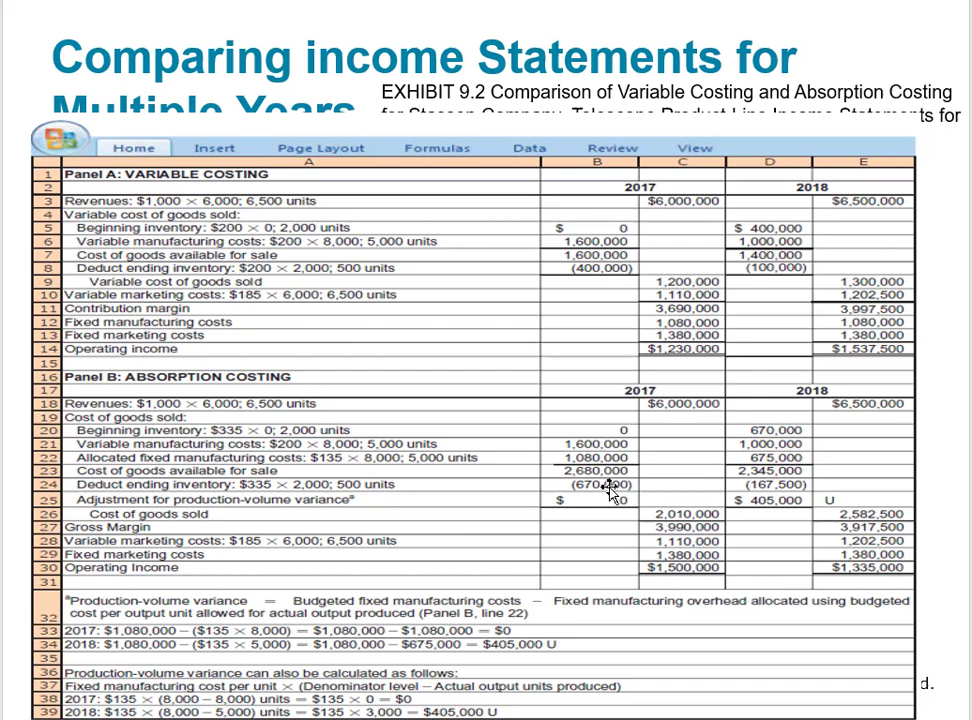 Comparing income Statements for
Multiple Years
EXHIBIT 9.2 Comparison of Variable Costing and Absorption Costing
for Stassen Company, Telescope Product-Line Income Statements for
Home Insert Page Layout Formulas Data Review View
A B C D E
1 Panel A: VARIABLE COSTING
2 2017 2018
3 Revenues: $1,000 × 6,000; 6,500 units $6,000,000 $6,500,000
4 Variable cost of goods sold:
5 Beginning inventory: $200 × 0; 2,000 units $ 0 $ 400,000
6 Variable manufacturing costs: $200 × 8,000; 5,000 units 1,600,000 1,000,000
7 Cost of goods available for sale 1,600,000 1,400,000
8 Deduct ending inventory: $200 × 2,000; 500 units (400,000) (100,000)
9 Variable cost of goods sold 1,200,000 1,300,000
10 Variable marketing costs: $185 × 6,000; 6,500 units 1,110,000 1,202,500
11 Contribution margin 3,690,000 3,997,500
12 Fixed manufacturing costs 1,080,000 1,080,000
13 Fixed marketing costs 1,380,000 1,380,000
14 Operating income $1,230,000 $1,537,500
15
16 Panel B: ABSORPTION COSTING
17 2017 2018
18 Revenues: $1,000 × 6,000; 6,500 units $6,000,000 $6,500,000
19 Cost of goods sold:
20 Beginning inventory: $335 × 0; 2,000 units 0 670,000
21 Variable manufacturing costs: $200 × 8,000; 5,000 units 1,600,000 1,000,000
22 Allocated fixed manufacturing costs: $135 × 8,000; 5,000 units 1,080,000 675,000
23 Cost of goods available for sale 2,680,000 2,345,000
24 Deduct ending inventory: $335 × 2,000; 500 units (670,000) (167,500)
25 Adjustment for production-volume varianceᵃ $ 0 $ 405,000 U
26 Cost of goods sold 2,010,000 2,582,500
27 Gross Margin 3,990,000 3,917,500
28 Variable marketing costs: $185 × 6,000; 6,500 units 1,110,000 1,202,500
29 Fixed marketing costs 1,380,000 1,380,000
30 Operating Income $1,500,000 $1,335,000
31
ᵃProduction-volume variance = Budgeted fixed manufacturing costs − Fixed manufacturing overhead allocated using budgeted
32 cost per output unit allowed for actual output produced (Panel B, line 22)
33 2017: $1,080,000 − ($135 × 8,000) = $1,080,000 − $1,080,000 = $0
34 2018: $1,080,000 − ($135 × 5,000) = $1,080,000 − $675,000 = $405,000 U
35
36 Production-volume variance can also be calculated as follows:
37 Fixed manufacturing cost per unit × (Denominator level − Actual output units produced)
d.
38 2017: $135 × (8,000 − 8,000) units = $135 × 0 = $0
39 2018: $135 × (8,000 − 5,000) units = $135 × 3,000 = $405,000 U